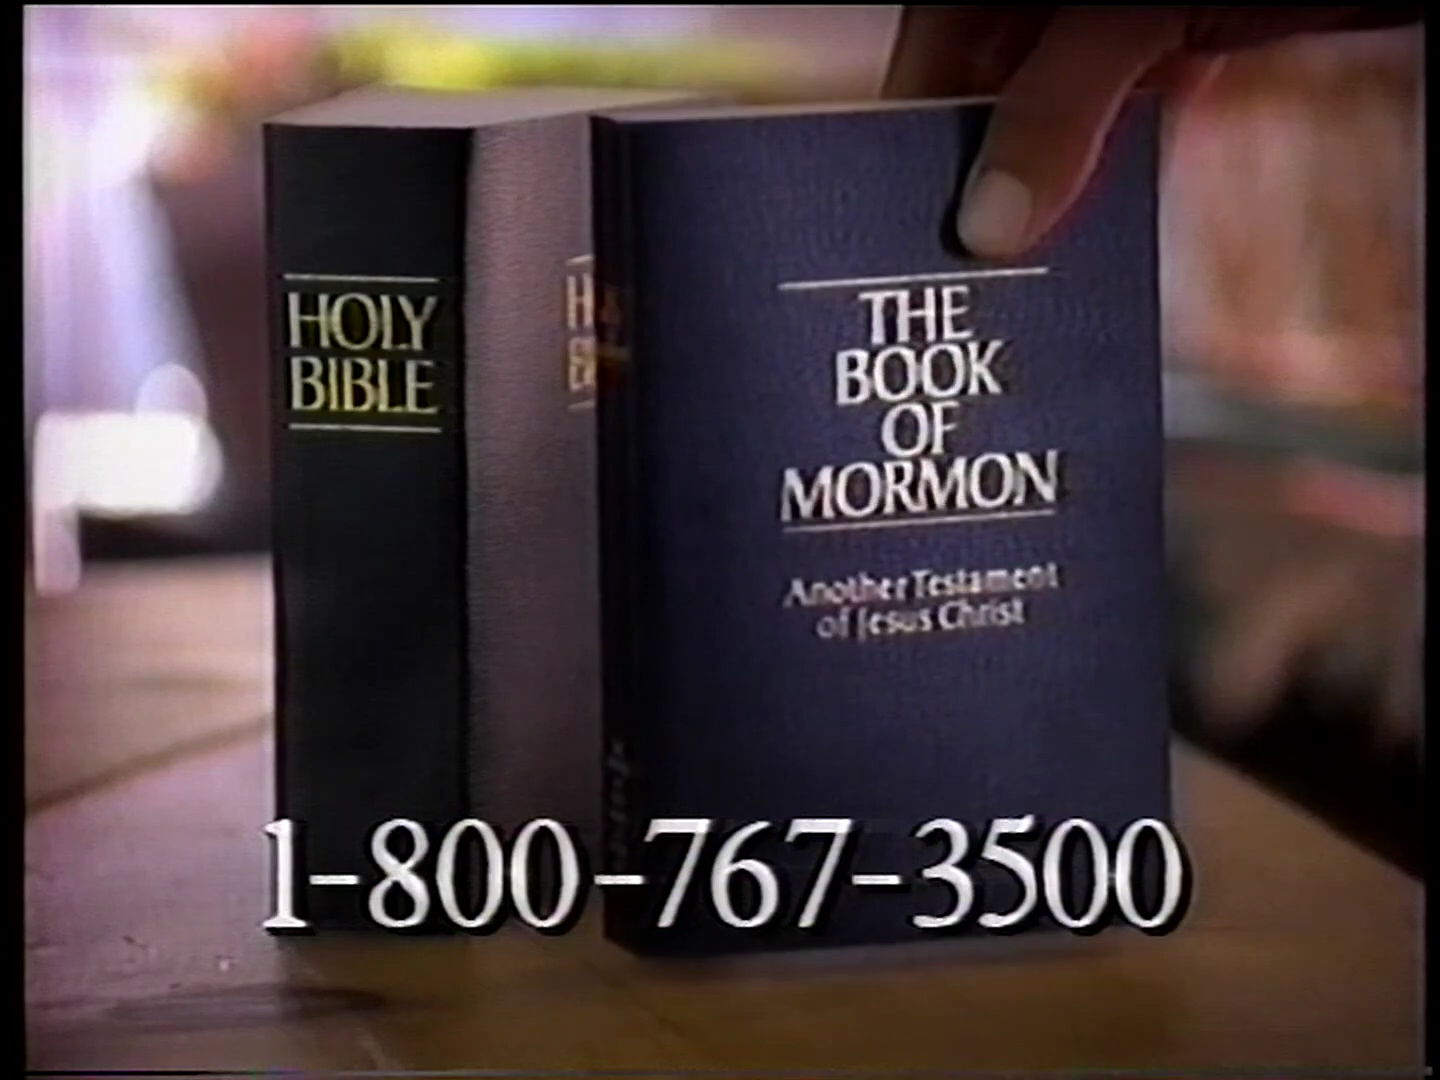 HOLY
BIBLE
THE
BOOK
OF
MORMON
Another Testament
of Jesus Christ
1-800-767-3500